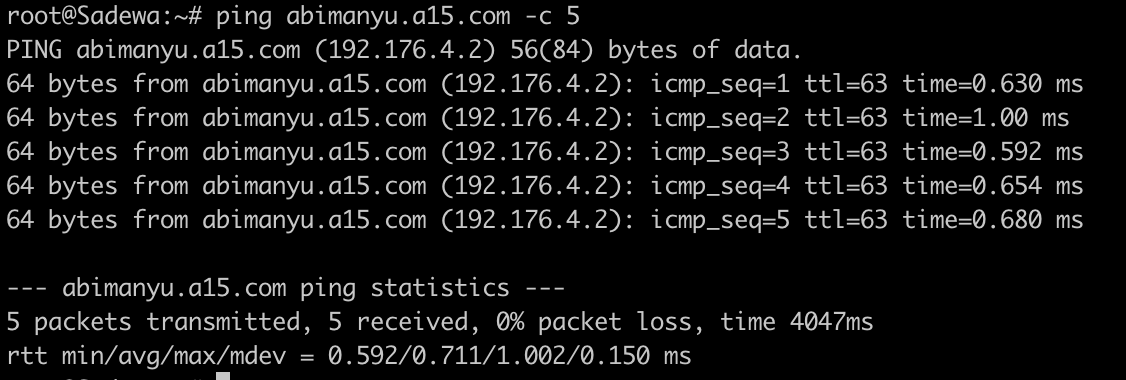 root@Sadewa:~# ping abimanyu.a15.com -c 5
PING abimanyu.a15.com (192.176.4.2) 56(84) bytes of data.
64 bytes from abimanyu.a15.com (192.176.4.2): icmp_seq=1 ttl=63 time=0.630 ms
64 bytes from abimanyu.a15.com (192.176.4.2): icmp_seq=2 ttl=63 time=1.00 ms
64 bytes from abimanyu.a15.com (192.176.4.2): icmp_seq=3 ttl=63 time=0.592 ms
64 bytes from abimanyu.a15.com (192.176.4.2): icmp_seq=4 ttl=63 time=0.654 ms
64 bytes from abimanyu.a15.com (192.176.4.2): icmp_seq=5 ttl=63 time=0.680 ms

--- abimanyu.a15.com ping statistics ---
5 packets transmitted, 5 received, 0% packet loss, time 4047ms
rtt min/avg/max/mdev = 0.592/0.711/1.002/0.150 ms